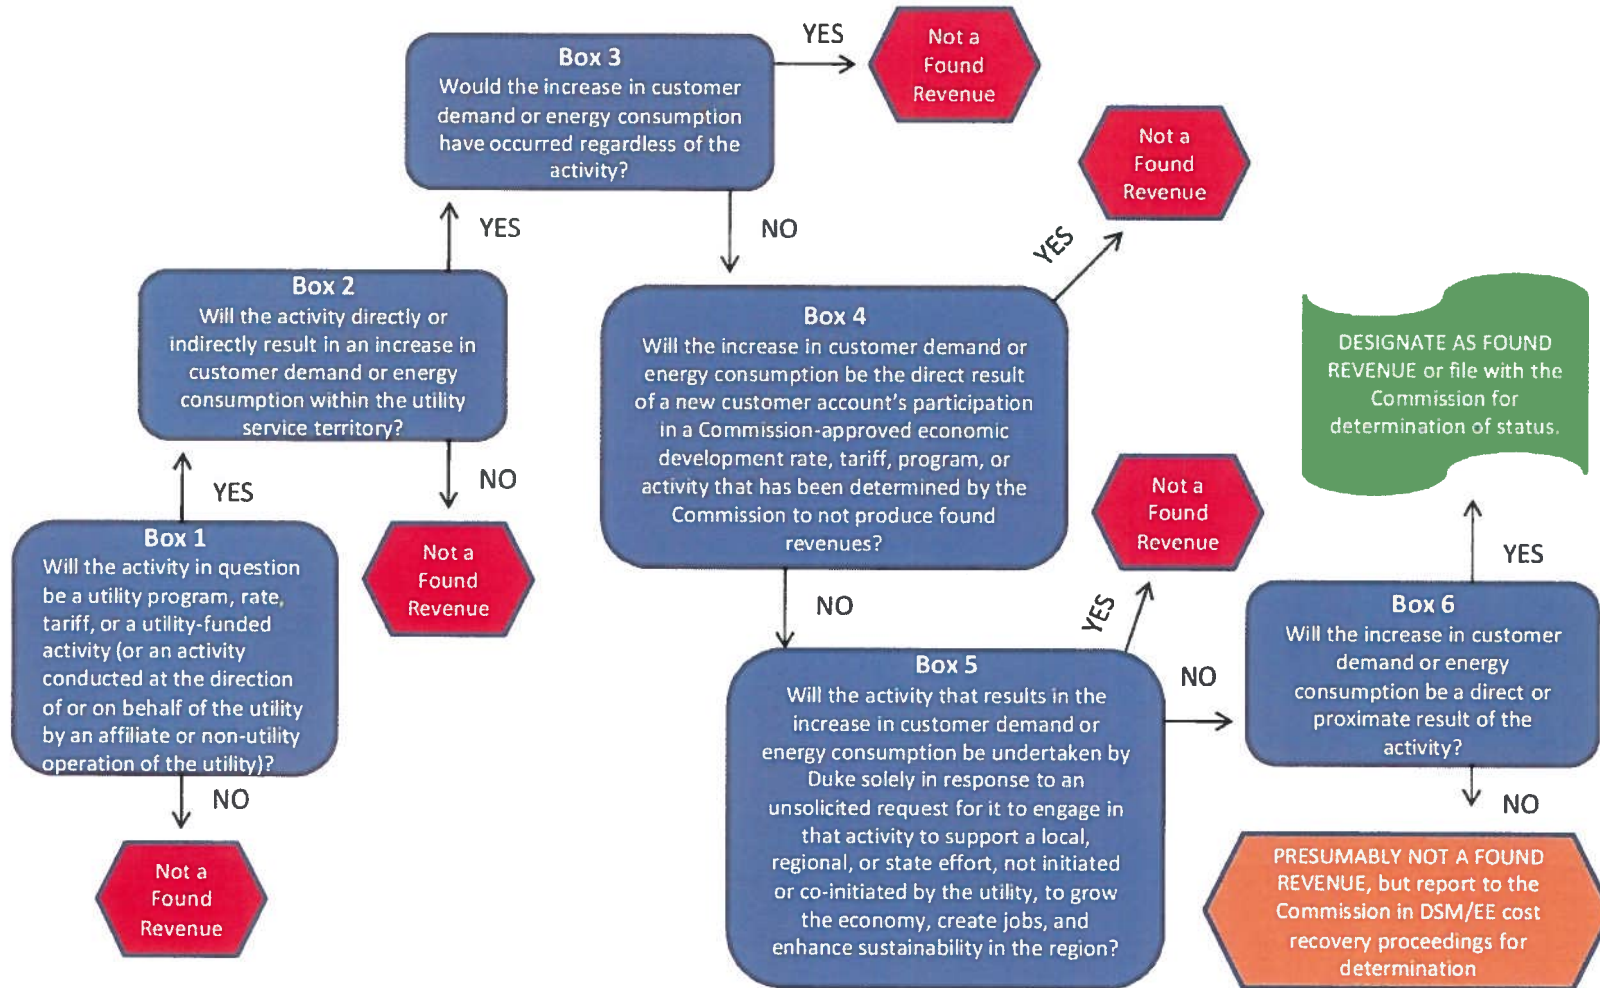 Box 1
Will the activity in question
be a utility program, rate,
tariff, or a utility-funded
activity (or an activity
conducted at the direction
of or on behalf of the utility
by an affiliate or non-utility
operation of the utility)?
NO
Not a
Found
Revenue
YES
Box 2
Will the activity directly or
indirectly result in an increase in
customer demand or energy
consumption within the utility
service territory?
NO
Not a
Found
Revenue
YES
Box 3
Would the increase in customer
demand or energy consumption
have occurred regardless of the
activity?
YES
Not a
Found
Revenue
NO
Box 4
Will the increase in customer demand or
energy consumption be the direct result
of a new customer account's participation
in a Commission-approved economic
development rate, tariff, program, or
activity that has been determined by the
Commission to not produce found
revenues?
YES
Not a
Found
Revenue
NO
Box 5
Will the activity that results in the
increase in customer demand or
energy consumption be undertaken by
Duke solely in response to an
unsolicited request for it to engage in
that activity to support a local,
regional, or state effort, not initiated
or co-initiated by the utility, to grow
the economy, create jobs, and
enhance sustainability in the region?
YES
Not a
Found
Revenue
NO
Box 6
Will the increase in customer
demand or energy
consumption be a direct or
proximate result of the
activity?
YES
DESIGNATE AS FOUND
REVENUE or file with the
Commission for
determination of status.
NO
PRESUMABLY NOT A FOUND
REVENUE, but report to the
Commission in DSM/EE cost
recovery proceedings for
determination